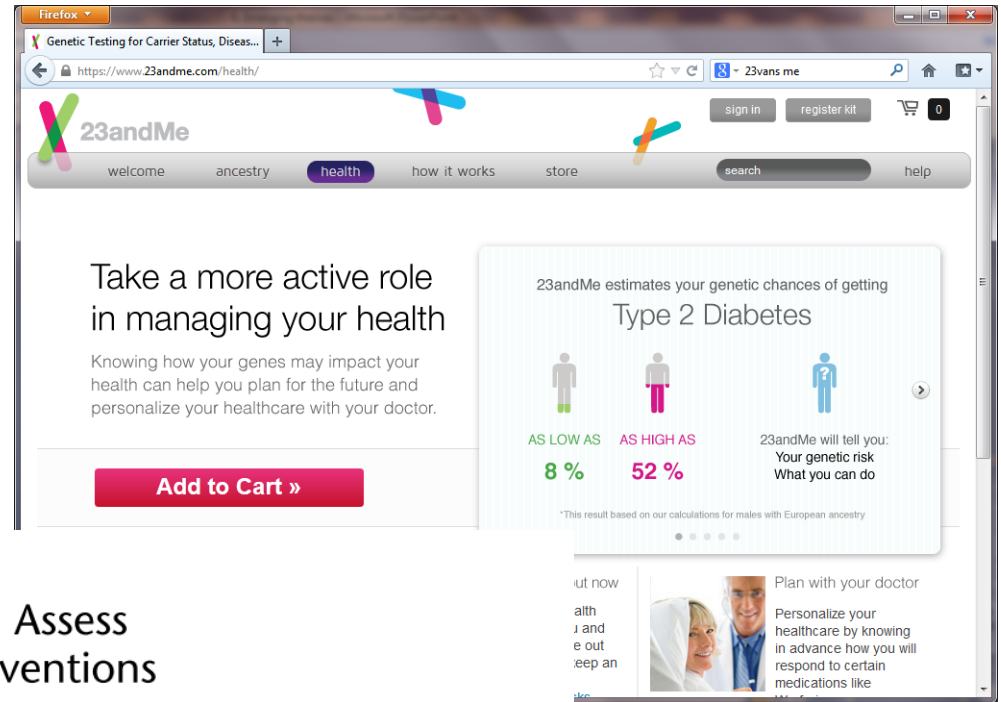 Firefox
Genetic Testing for Carrier Status, Diseas...
https://www.23andme.com/health/
23vans me
sign in
register kit
0
23andMe
welcome
ancestry
health
how it works
store
search
help
Take a more active role
in managing your health
Knowing how your genes may impact your
health can help you plan for the future and
personalize your healthcare with your doctor.
Add to Cart »
23andMe estimates your genetic chances of getting
Type 2 Diabetes
?
AS LOW AS
8 %
AS HIGH AS
52 %
23andMe will tell you:
Your genetic risk
What you can do
*This result based on our calculations for males with European ancestry
now
and
out
an
Plan with your doctor
Personalize your
healthcare by knowing
in advance how you will
respond to certain
medications like
Assess
ventions